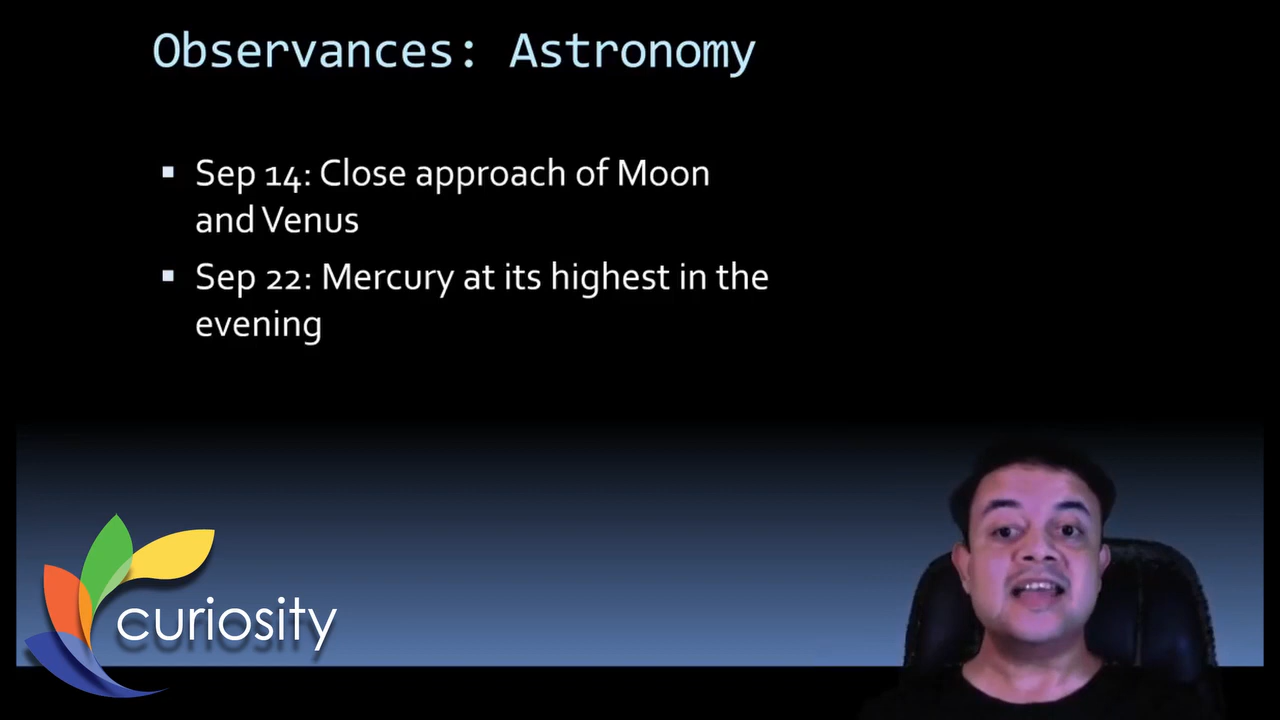 Observances: Astronomy
▪ Sep 14: Close approach of Moon
and Venus
▪ Sep 22: Mercury at its highest in the
evening
curiosity